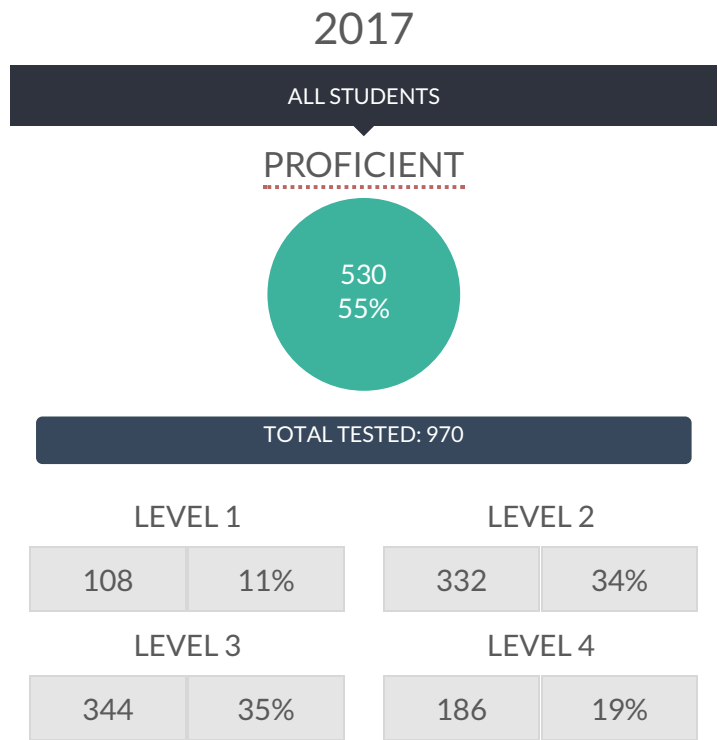 2017
ALL STUDENTS
PROFICIENT
530
55%
TOTAL TESTED: 970
LEVEL 1
LEVEL 2
108 11%
332 34%
LEVEL 3
LEVEL 4
344 35%
186 19%